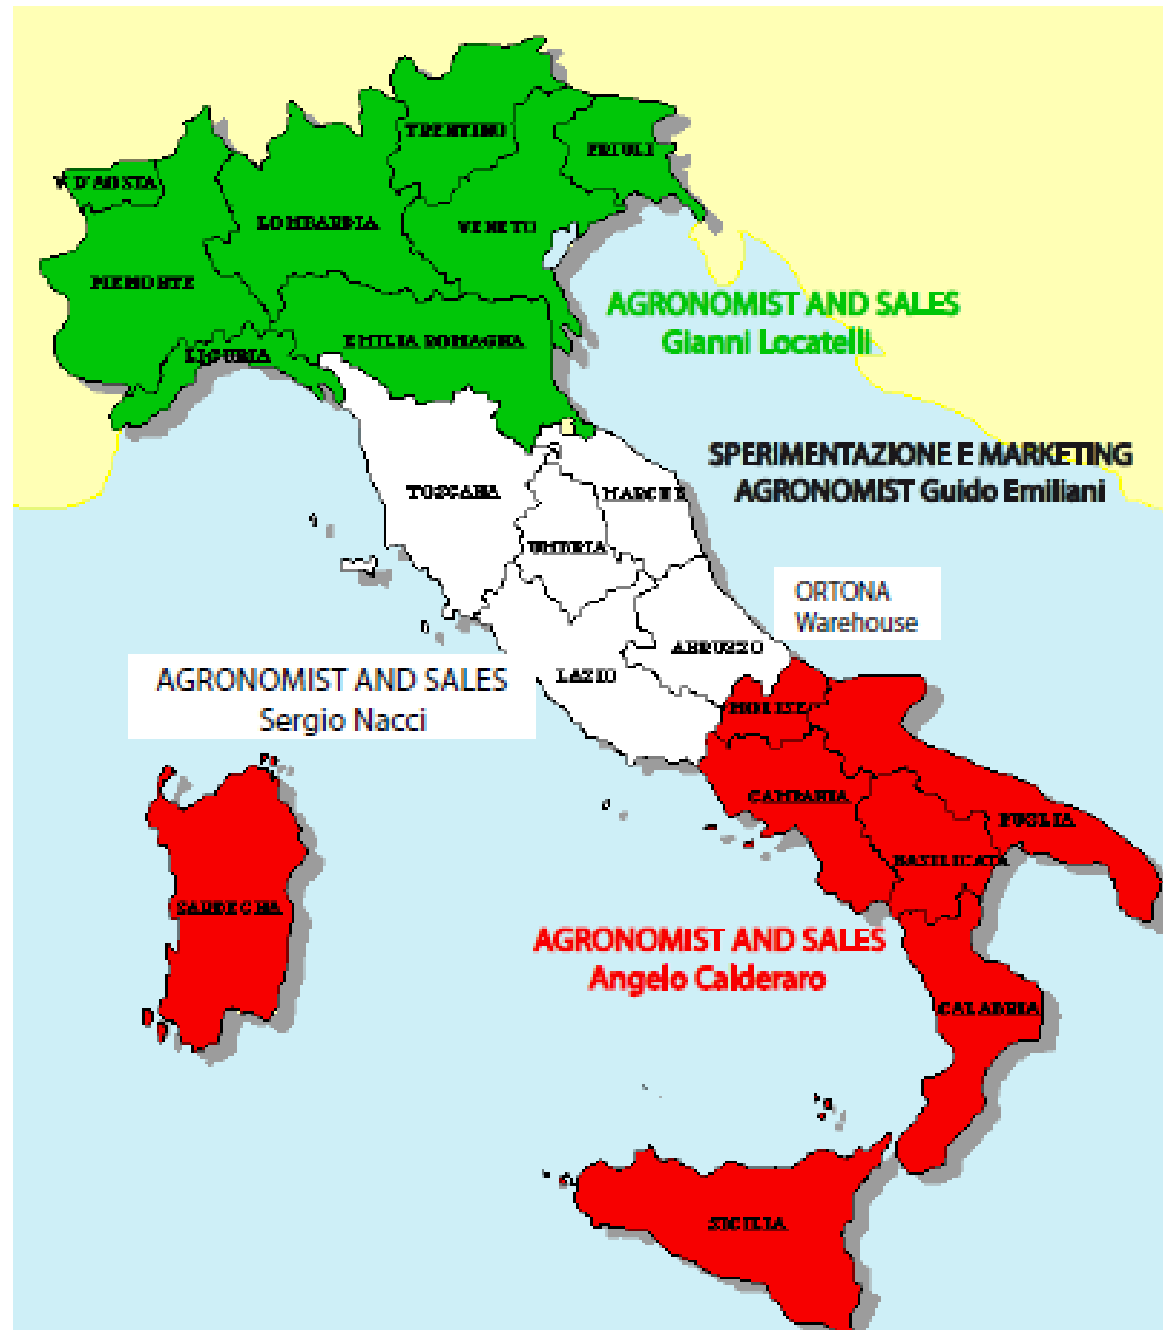 TRENTINO
FRIULI
V D'AOSTA
LOMBARDIA
VENETO
PIEMONTE
AGRONOMIST AND SALES
Gianni Locatelli
EMILIA ROMAGNA
LIGURIA
SPERIMENTAZIONE E MARKETING
AGRONOMIST Guido Emiliani
TOSCANA
MARCHE
UMBRIA
ORTONA
Warehouse
ABRUZZO
LAZIO
AGRONOMIST AND SALES
Sergio Nacci
MOLISE
CAMPANIA
PUGLIA
BASILICATA
SARDEGNA
AGRONOMIST AND SALES
Angelo Calderaro
CALABRIA
SICILIA